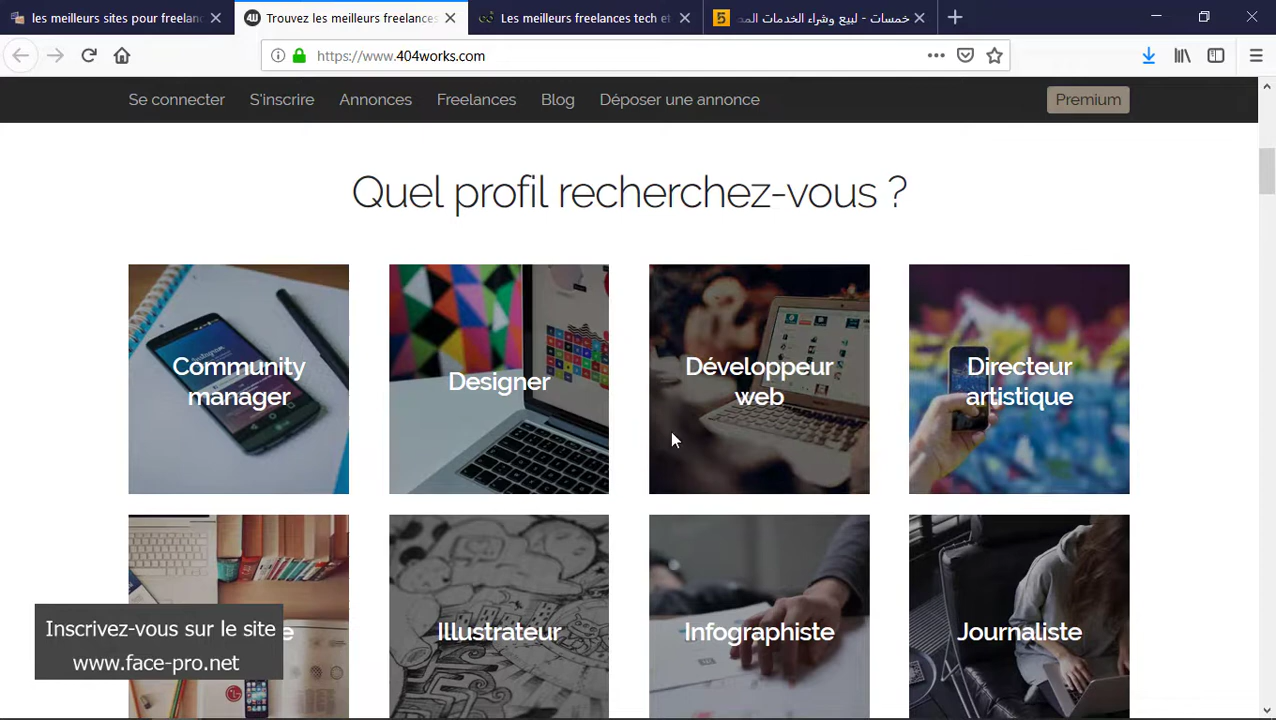 les meilleurs sites pour freelanc
Trouvez les meilleurs freelances
Les meilleurs freelances tech et
خمسات - لبيع وشراء الخدمات المص
https://www.404works.com
Se connecter
S'inscrire
Annonces
Freelances
Blog
Déposer une annonce
Premium
Quel profil recherchez-vous ?
Community
manager
Designer
Développeur
web
Directeur
artistique
Illustrateur
Infographiste
Journaliste
Inscrivez-vous sur le site
www.face-pro.net